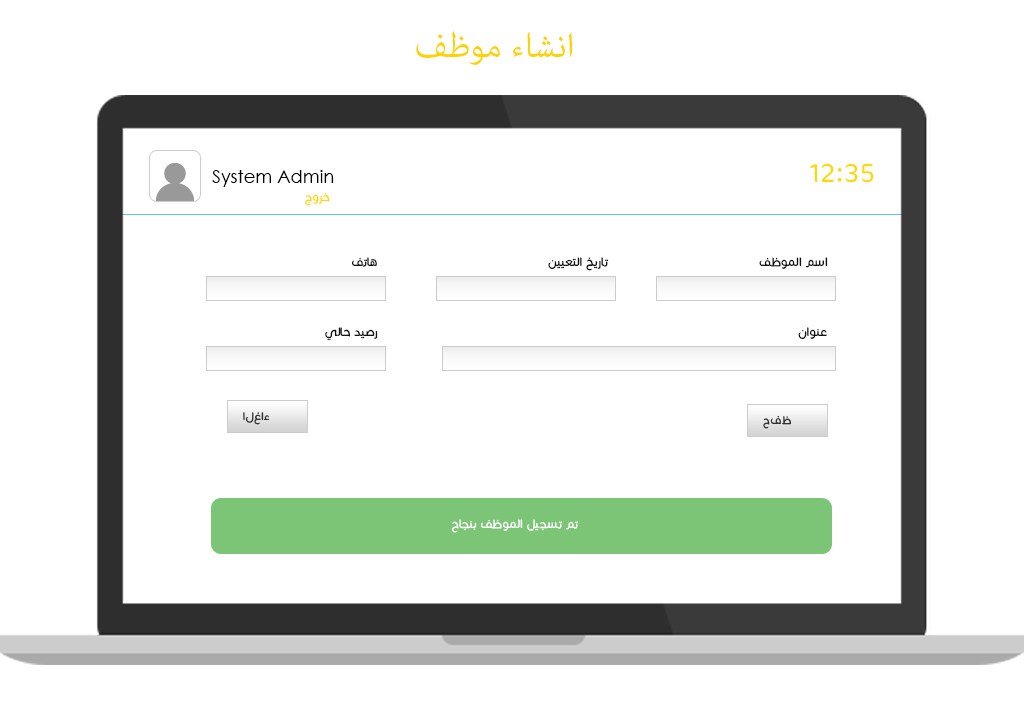 انشاء موظف
System Admin
12:35
خروج
اسم الموظف
تاريخ التعيين
هاتف
عنوان
رصيد حالي
ظفح
ءاغلا
تم تسجيل الموظف بنجاح